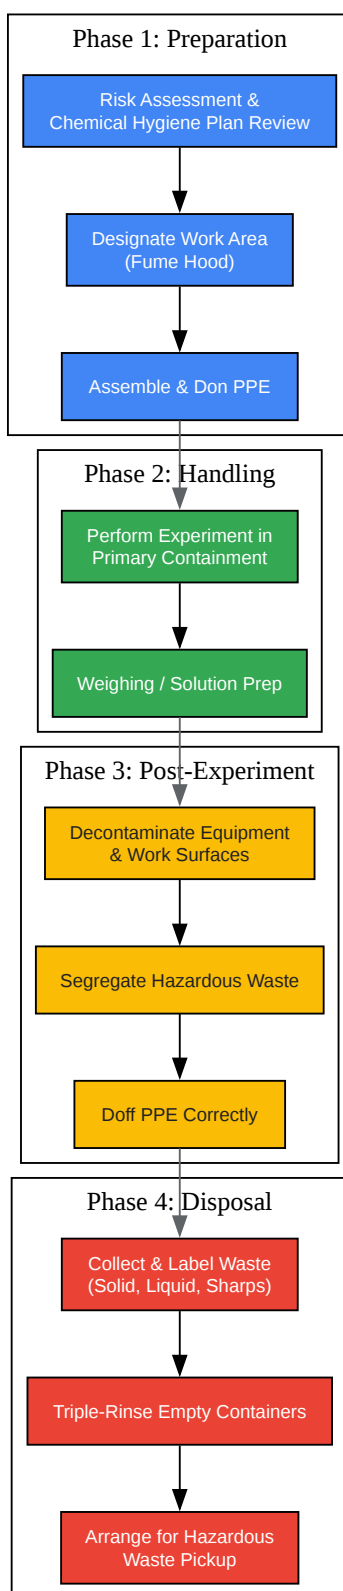 Phase 1: Preparation
Risk Assessment &
Chemical Hygiene Plan Review
Designate Work Area
(Fume Hood)
Assemble & Don PPE
Phase 2: Handling
Perform Experiment in
Primary Containment
Weighing / Solution Prep
Phase 3: Post-Experiment
Decontaminate Equipment
& Work Surfaces
Segregate Hazardous Waste
Doff PPE Correctly
Phase 4: Disposal
Collect & Label Waste
(Solid, Liquid, Sharps)
Triple-Rinse Empty Containers
Arrange for Hazardous
Waste Pickup